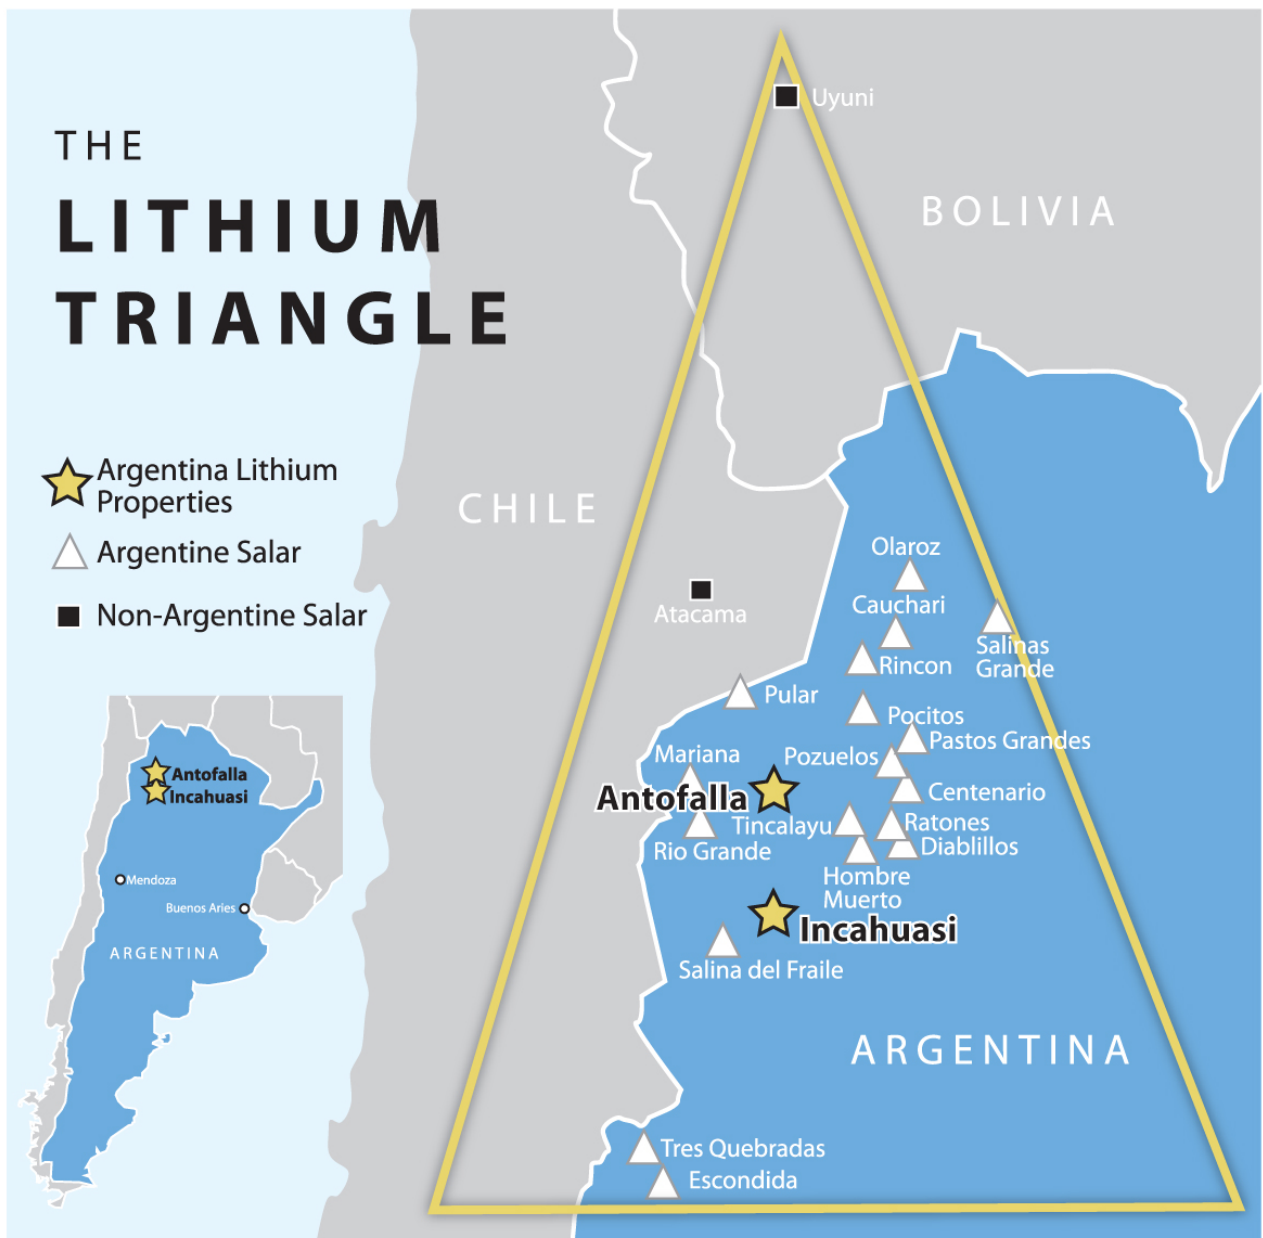 THE
LITHIUM
TRIANGLE
Argentina Lithium
Properties
Argentine Salar
Non-Argentine Salar
Antofalla
Incahuasi
Mendoza
Buenos Aries
ARGENTINA
Uyuni
BOLIVIA
CHILE
Atacama
Olaroz
Cauchari
Rincon
Salinas
Grande
Pular
Pocitos
Pastos Grandes
Mariana
Pozuelos
Antofalla
Centenario
Tincalayu
Ratones
Rio Grande
Diablillos
Hombre
Muerto
Incahuasi
Salina del Fraile
ARGENTINA
Tres Quebradas
Escondida